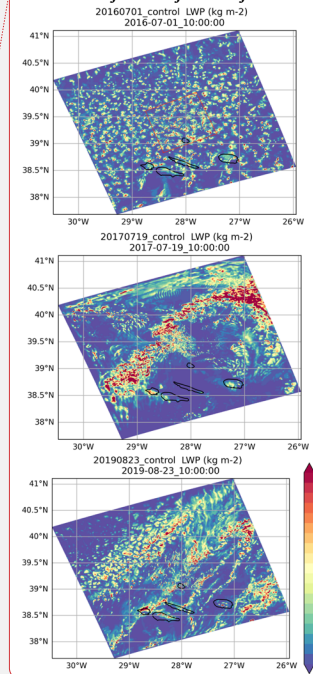 20160701_control LWP (kg m-2)
2016-07-01_10:00:00
41°N
40.5°N
40°N
39.5°N
39°N
38.5°N
38°N
30°W 29°W 28°W 27°W 26°W
20170719_control LWP (kg m-2)
2017-07-19_10:00:00
41°N
40.5°N
40°N
39.5°N
39°N
38.5°N
38°N
30°W 29°W 28°W 27°W 26°W
20190823_control LWP (kg m-2)
2019-08-23_10:00:00
41°N
40.5°N
40°N
39.5°N
39°N
38.5°N
38°N
30°W 29°W 28°W 27°W 26°W